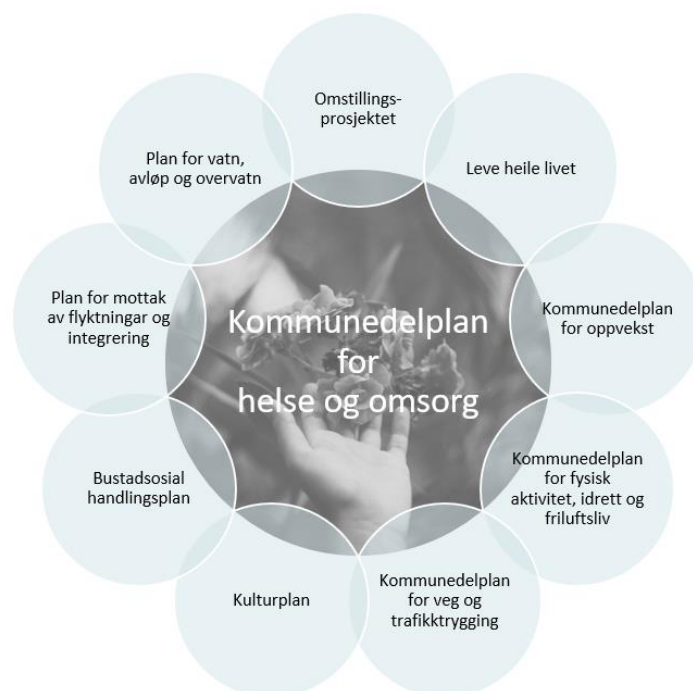 Omstillings-
prosjektet
Leve heile livet
Kommunedelplan
for oppvekst
Kommunedelplan
for fysisk
aktivitet, idrett og
friluftsliv
Kommunedelplan
for veg og
trafikktrygging
Kulturplan
Bustadsosial
handlingsplan
Plan for mottak
av flyktningar og
integrering
Plan for vatn,
avløp og overvatn
Kommunedelplan
for
helse og omsorg